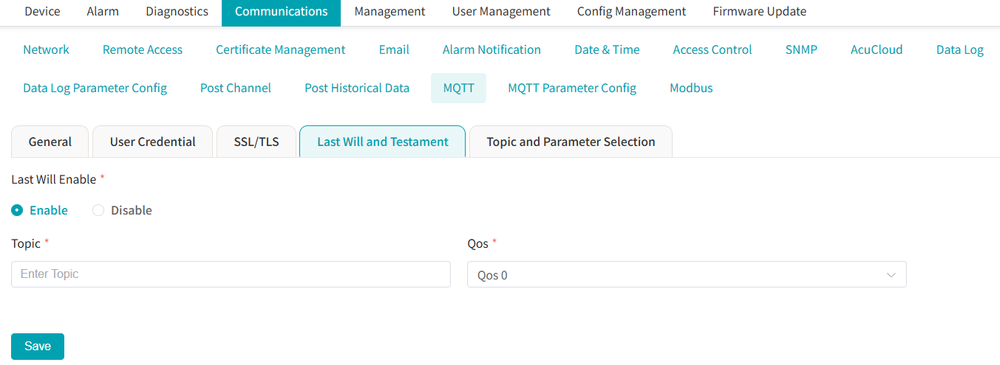 Device Alarm Diagnostics Communications Management User Management Config Management Firmware Update
Network Remote Access Certificate Management Email Alarm Notification Date & Time Access Control SNMP AcuCloud Data Log
Data Log Parameter Config Post Channel Post Historical Data MQTT MQTT Parameter Config Modbus
General User Credential SSL/TLS Last Will and Testament Topic and Parameter Selection
Last Will Enable *
Enable Disable
Topic * Qos *
Enter Topic Qos 0
Save